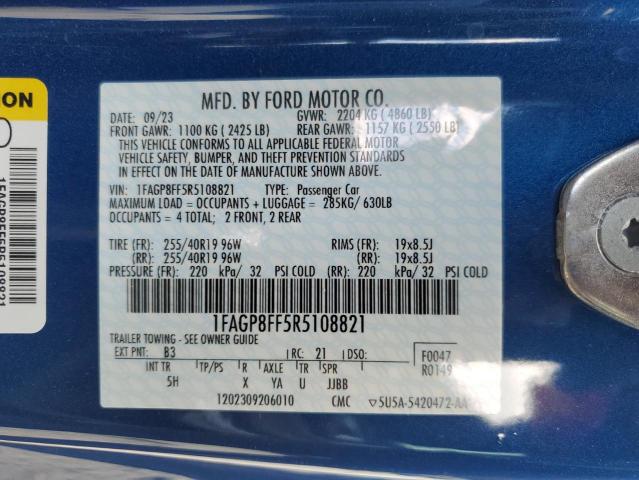 MFD. BY FORD MOTOR CO.
DATE: 09/23 GVWR: 2204 KG ( 4860 LB)
FRONT GAWR: 1100 KG ( 2425 LB) REAR GAWR: 1157 KG ( 2550 LB)
THIS VEHICLE CONFORMS TO ALL APPLICABLE FEDERAL MOTOR
VEHICLE SAFETY, BUMPER, AND THEFT PREVENTION STANDARDS
IN EFFECT ON THE DATE OF MANUFACTURE SHOWN ABOVE.
VIN: 1FAGP8FF5R5108821 TYPE: Passenger Car
MAXIMUM LOAD = OCCUPANTS + LUGGAGE = 285KG/ 630LB
OCCUPANTS = 4 TOTAL; 2 FRONT, 2 REAR
TIRE (FR): 255/40R19 96W RIMS (FR): 19x8.5J
(RR): 255/40R19 96W (RR): 19x8.5J
PRESSURE (FR): 220 kPa/ 32 PSI COLD (RR): 220 kPa/ 32 PSI COLD
1FAGP8FF5R5108821
TRAILER TOWING - SEE OWNER GUIDE
EXT PNT: B3 RC: 21 DSO: F0047
R0149
INT TR TP/PS R AXLE TR SPR
5H X YA U JJBB
1202309206010 CMC ▽5U5A-5420472-AA
1FAGP8FF5R5108821